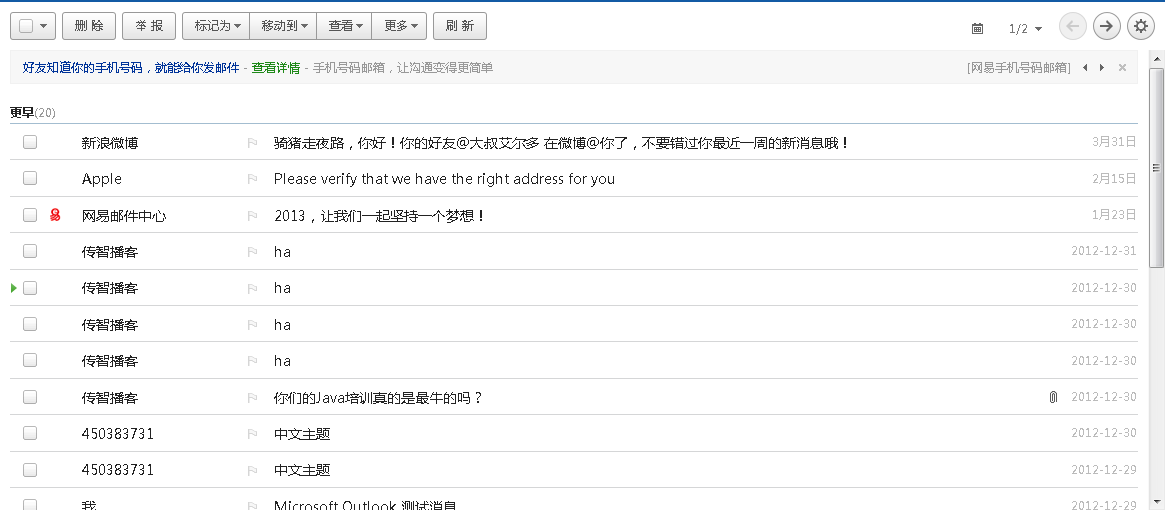 删 除 举 报 标记为 移动到 查看 更多 刷 新 1/2
好友知道你的手机号码，就能给你发邮件 - 查看详情 - 手机号码邮箱，让沟通变得更简单 [网易手机号码邮箱]
更早(20)
新浪微博 骑猪走夜路，你好！你的好友@大叔艾尔多 在微博@你了，不要错过你最近一周的新消息哦！ 3月31日
Apple Please verify that we have the right address for you 2月15日
网易邮件中心 2013，让我们一起坚持一个梦想！ 1月23日
传智播客 ha 2012-12-31
传智播客 ha 2012-12-30
传智播客 ha 2012-12-30
传智播客 ha 2012-12-30
传智播客 你们的Java培训真的是最牛的吗？ 2012-12-30
450383731 中文主题 2012-12-30
450383731 中文主题 2012-12-29
我 Microsoft Outlook 测试消息 2012-12-29